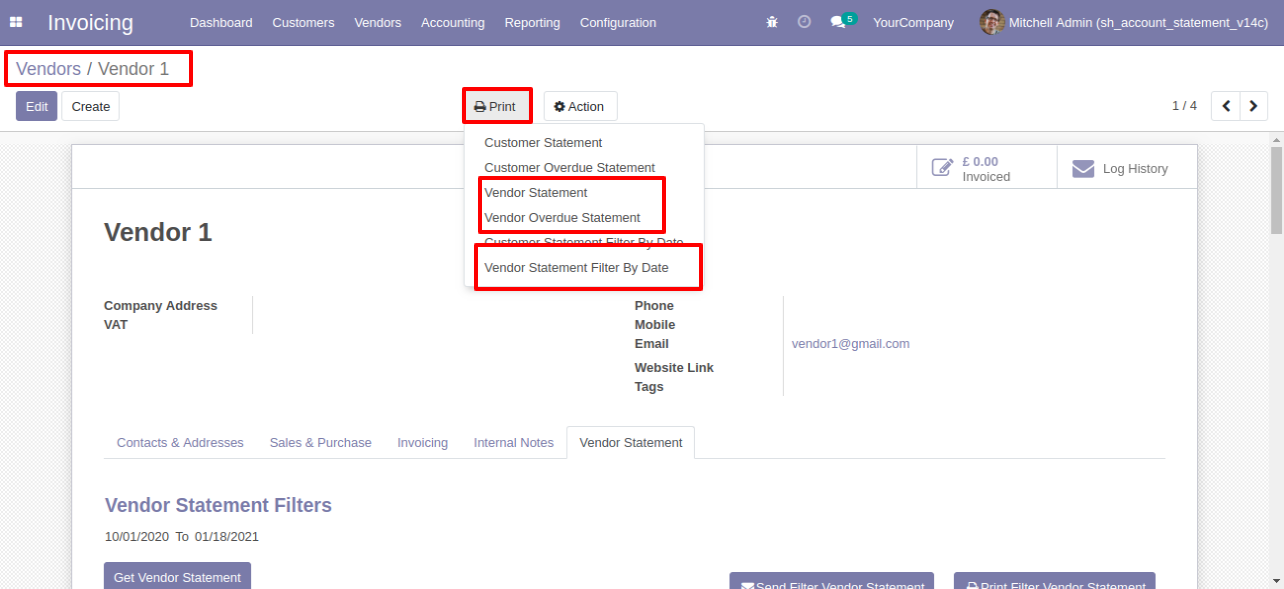 Invoicing Dashboard Customers Vendors Accounting Reporting Configuration 5 YourCompany Mitchell Admin (sh_account_statement_v14c)
Vendors / Vendor 1
Edit Create Print Action 1 / 4
Customer Statement
Customer Overdue Statement
Vendor Statement
Vendor Overdue Statement
Customer Statement Filter By Date
Vendor Statement Filter By Date
£ 0.00
Invoiced
Log History
Vendor 1
Company Address
VAT
Phone
Mobile
Email vendor1@gmail.com
Website Link
Tags
Contacts & Addresses Sales & Purchase Invoicing Internal Notes Vendor Statement
Vendor Statement Filters
10/01/2020 To 01/18/2021
Get Vendor Statement
Send Filter Vendor Statement Print Filter Vendor Statement